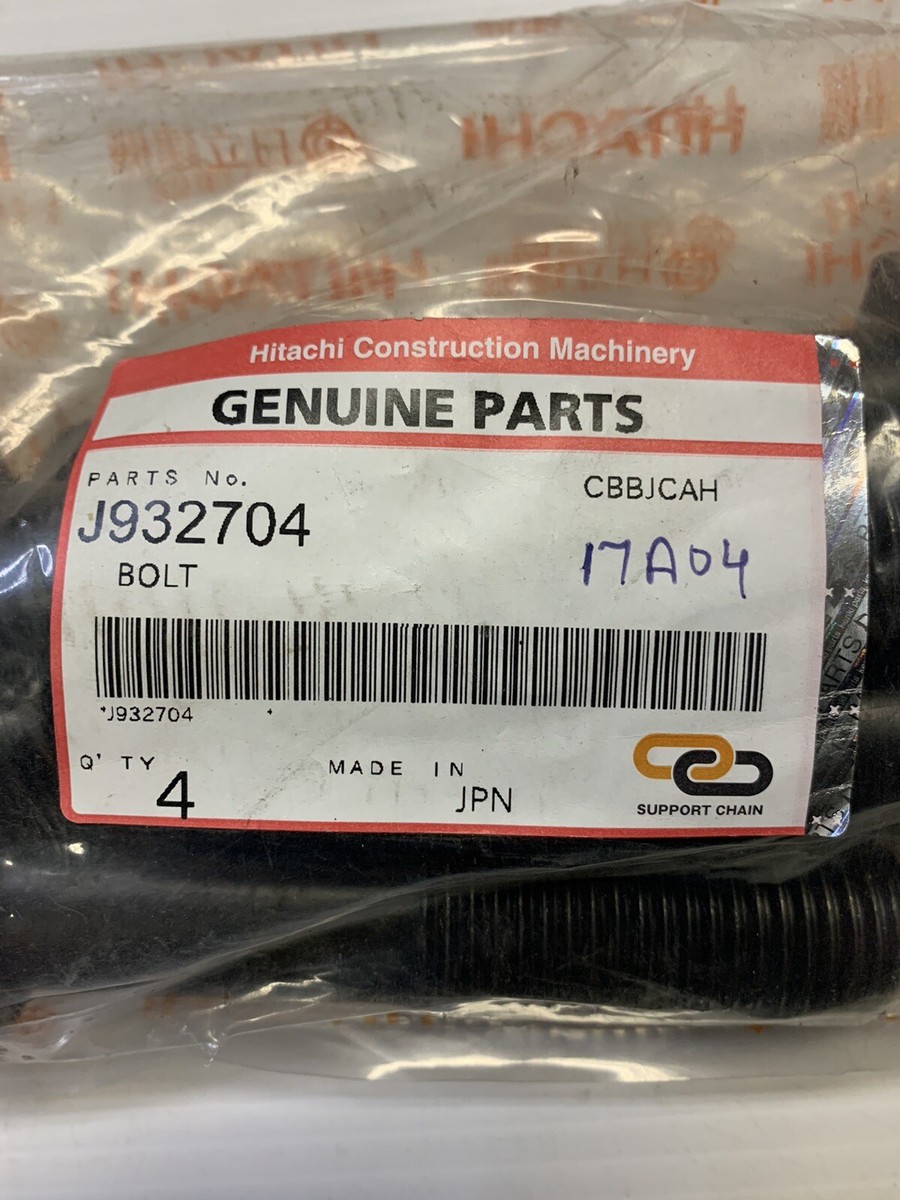 HITACHI
HITACHI
Hitachi Construction Machinery
GENUINE PARTS
PARTS No.
CBBJCAH
J932704
17A04
BOLT
*J932704 *
Q'TY
4
MADE IN
JPN
SUPPORT CHAIN